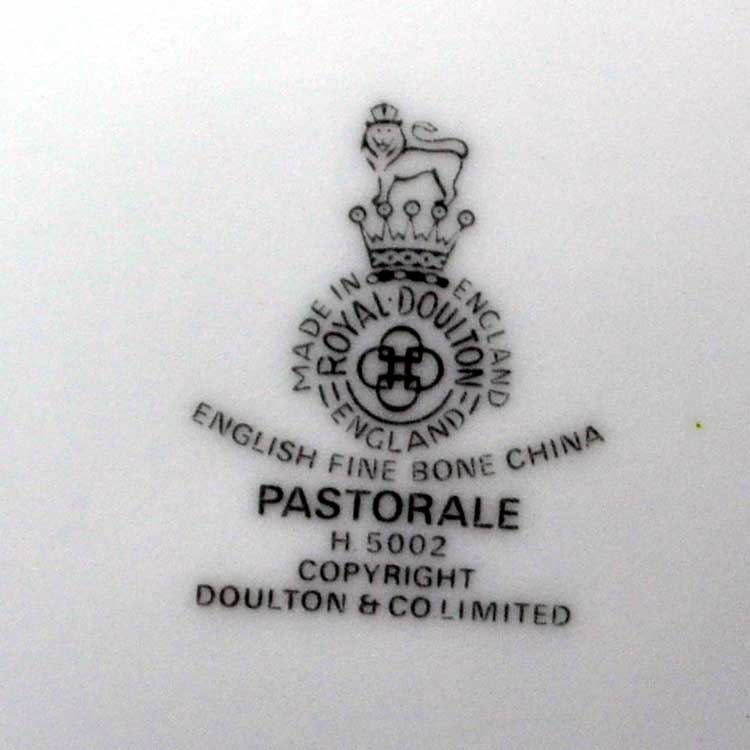 MADE IN ENGLAND
ROYAL·DOULTON
ENGLAND
ENGLISH FINE BONE CHINA
PASTORALE
H. 5002
COPYRIGHT
DOULTON & CO. LIMITED